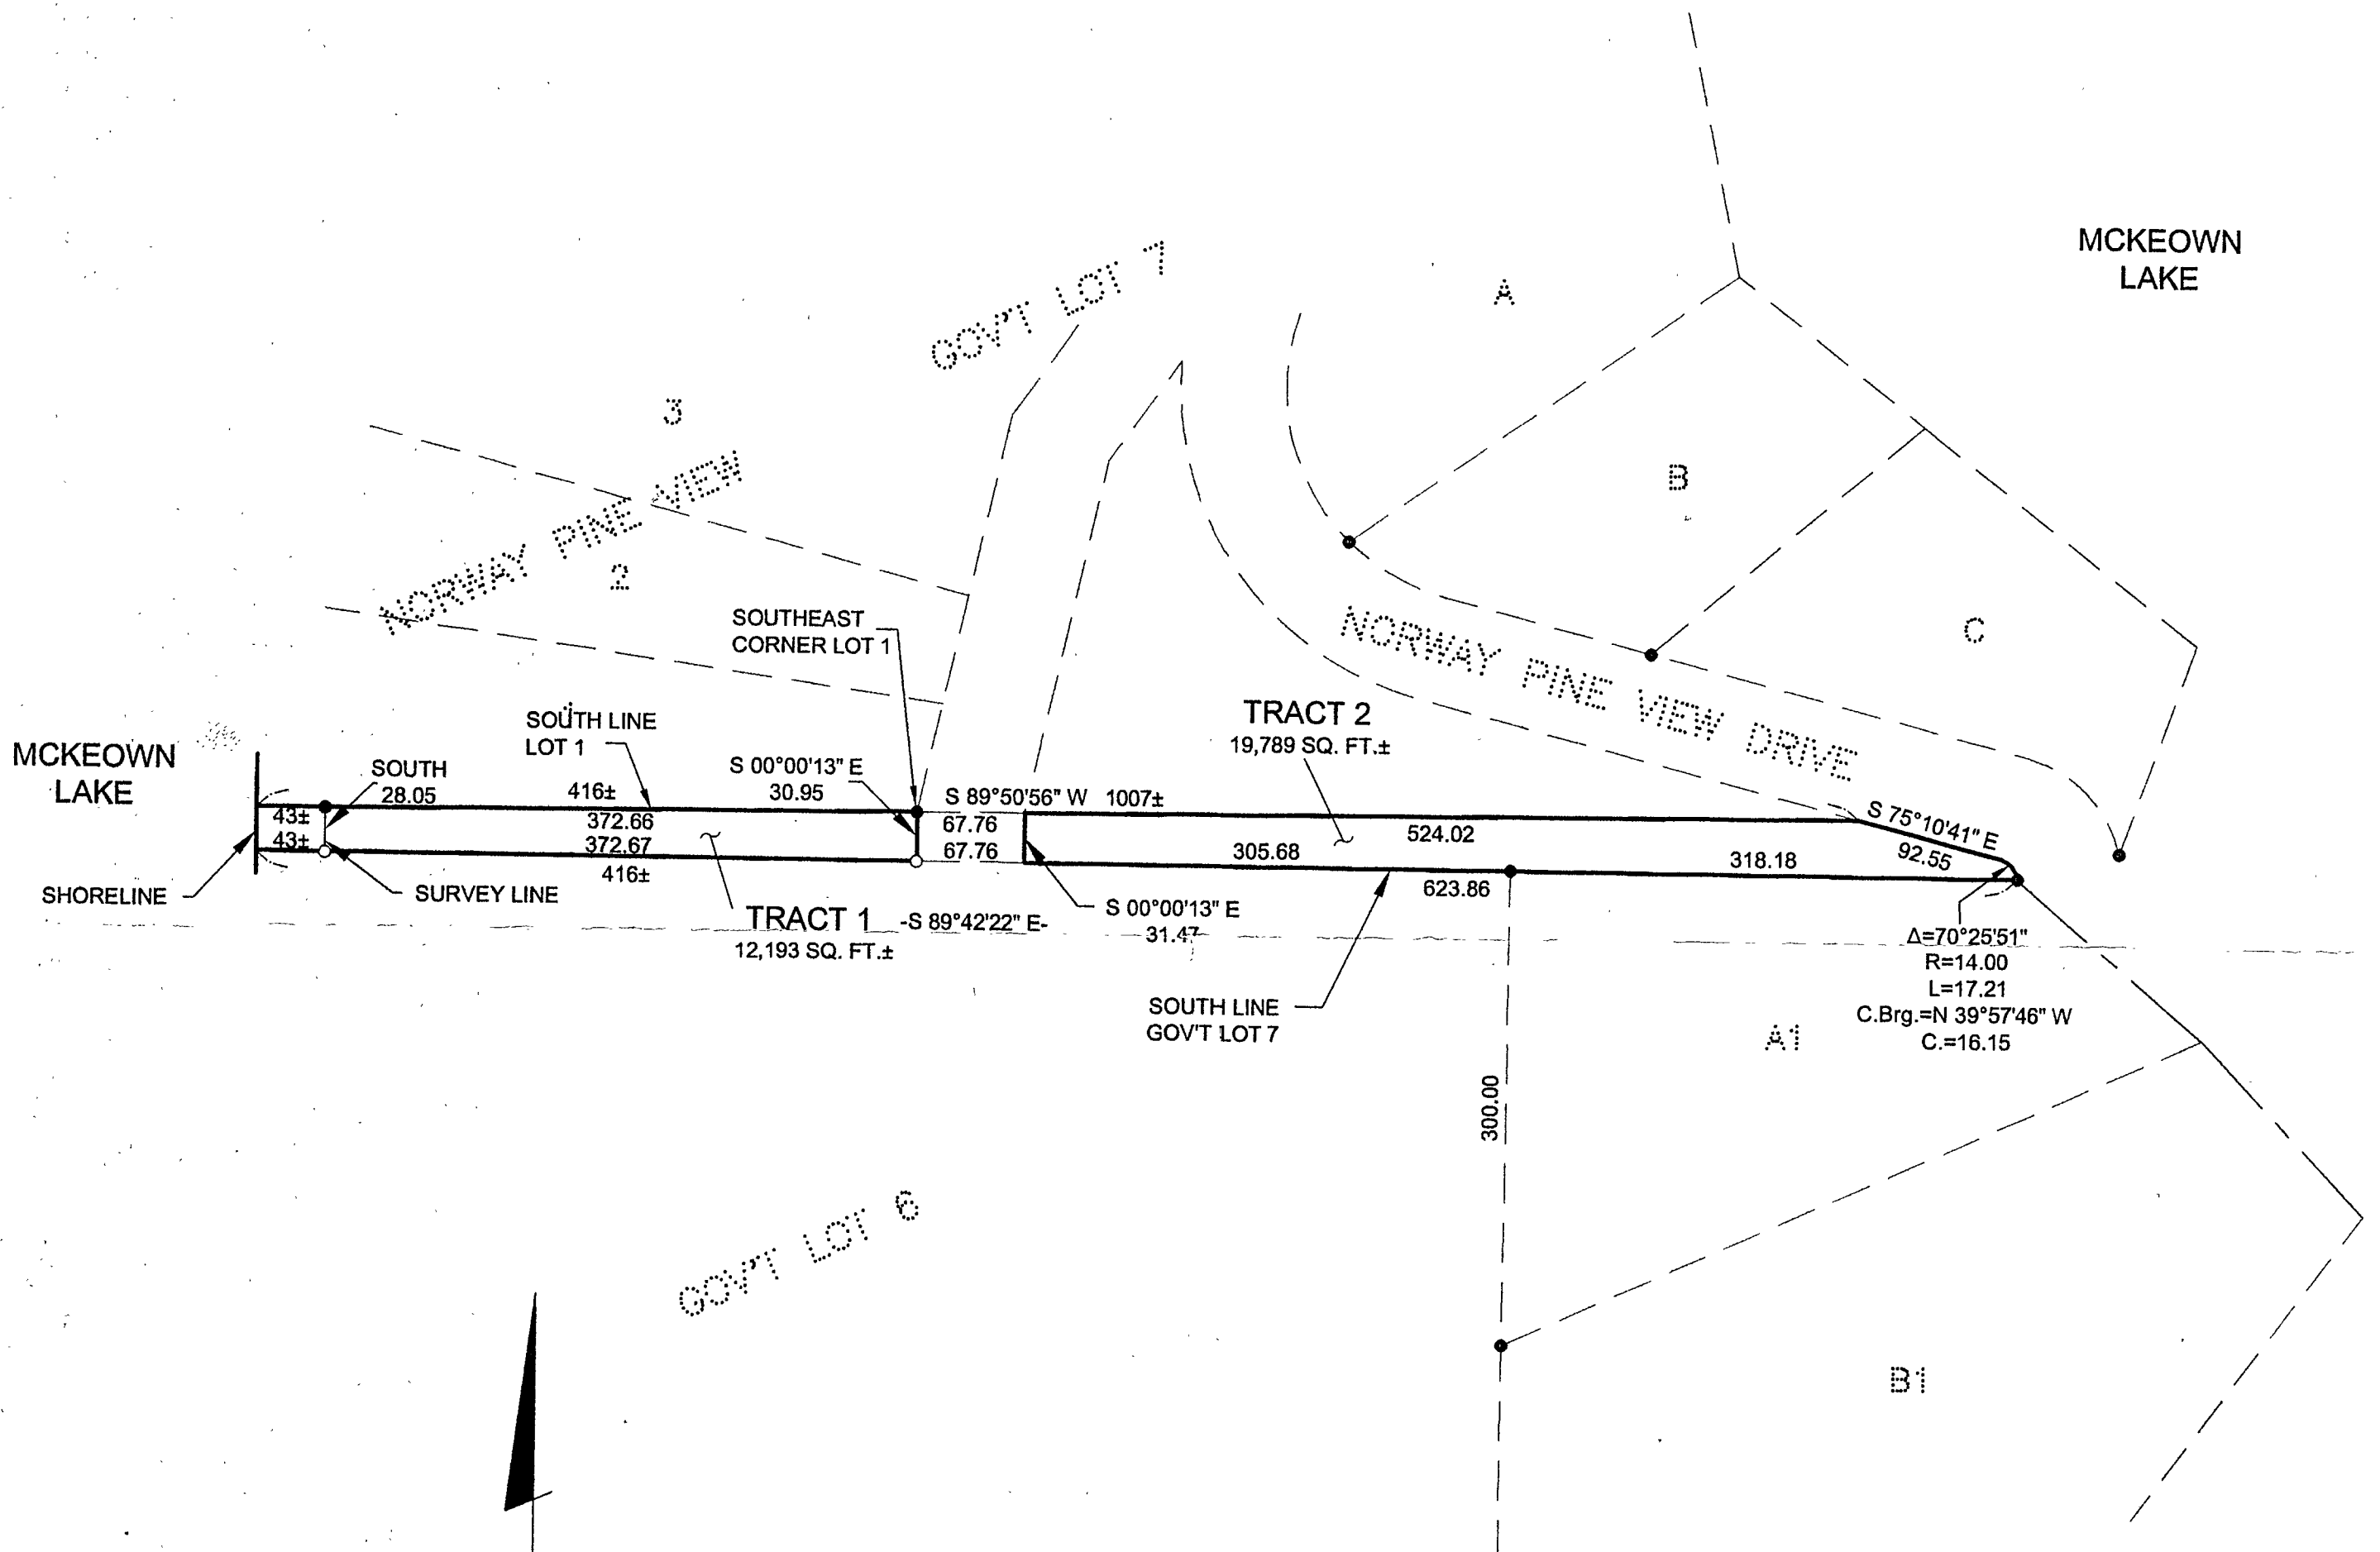 MCKEOWN
LAKE
GOV'T LOT 7
A
3
B
NORWAY PINE VIEW
2
C
SOUTHEAST
CORNER LOT 1
NORWAY PINE VIEW DRIVE
TRACT 2
19,789 SQ. FT.±
SOUTH LINE
LOT 1
MCKEOWN
LAKE
SOUTH
28.05
416±
S 00°00'13" E
30.95
S 89°50'56" W 1007±
S 75°10'41" E
92.55
43±
372.66
67.76
524.02
43±
372.67
67.76
305.68
318.18
416±
623.86
SHORELINE
SURVEY LINE
TRACT 1
12,193 SQ. FT.±
-S 89°42'22" E-
S 00°00'13" E
31.47
Δ=70°25'51"
R=14.00
L=17.21
C.Brg.=N 39°57'46" W
C.=16.15
SOUTH LINE
GOV'T LOT 7
A1
300.00
GOV'T LOT 6
B1